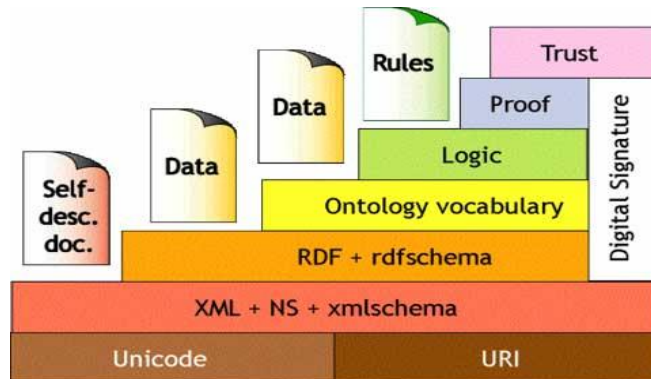 Trust
Rules
Proof
Data
Logic
Data
Self-
desc.
doc.
Ontology vocabulary
Digital Signature
RDF + rdfschema
XML + NS + xmlschema
Unicode
URI